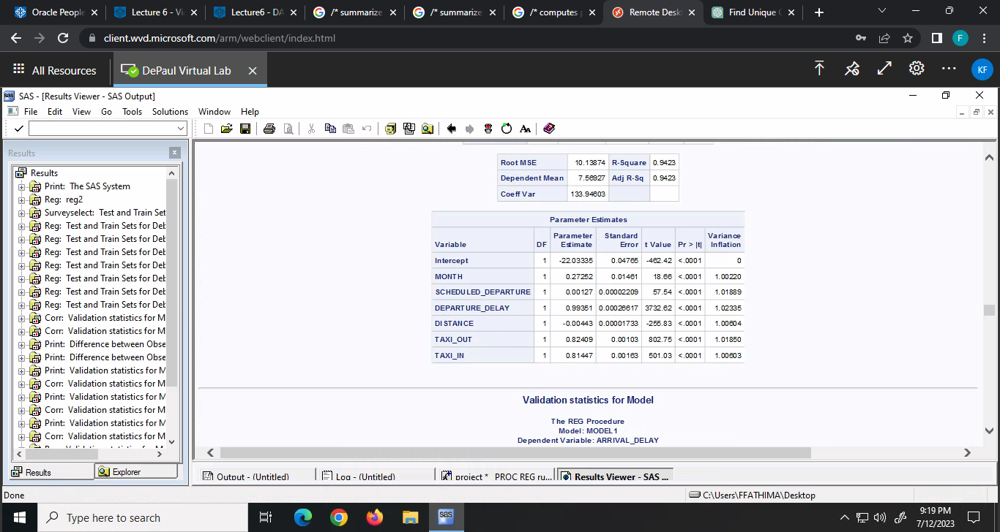 Oracle People
Lecture 6 - Vi
Lecture6 - DA
/* summarize
/* summarize
/* computes p
Remote Desk
Find Unique C
client.wvd.microsoft.com/arm/webclient/index.html
F
All Resources
DePaul Virtual Lab
KF
SAS - [Results Viewer - SAS Output]
File Edit View Go Tools Solutions Window Help
Results
Results
Print: The SAS System
Reg: reg2
Surveyselect: Test and Train Set
Reg: Test and Train Sets for Deb
Reg: Test and Train Sets for Deb
Reg: Test and Train Sets for Deb
Reg: Test and Train Sets for Deb
Reg: Test and Train Sets for Deb
Reg: Test and Train Sets for Deb
Reg: Test and Train Sets for Deb
Corr: Validation statistics for M
Corr: Validation statistics for M
Print: Difference between Obse
Print: Difference between Obse
Print: Validation statistics for M
Corr: Validation statistics for M
Print: Validation statistics for M
Corr: Validation statistics for M
Print: Validation statistics for M
Corr: Validation statistics for M
Results
Explorer
Root MSE 10.13874 R-Square 0.9423
Dependent Mean 7.56927 Adj R-Sq 0.9423
Coeff Var 133.94603
Parameter Estimates
Variable DF Parameter Estimate Standard Error t Value Pr > |t| Variance Inflation
Intercept 1 -22.03335 0.04765 -462.42 <.0001 0
MONTH 1 0.27252 0.01461 18.66 <.0001 1.00220
SCHEDULED_DEPARTURE 1 0.00127 0.00002209 57.54 <.0001 1.01889
DEPARTURE_DELAY 1 0.99351 0.00026617 3732.62 <.0001 1.02335
DISTANCE 1 -0.00443 0.00001733 -255.83 <.0001 1.00604
TAXI_OUT 1 0.82409 0.00103 802.75 <.0001 1.01850
TAXI_IN 1 0.81447 0.00163 501.03 <.0001 1.00603
Validation statistics for Model
The REG Procedure
Model: MODEL1
Dependent Variable: ARRIVAL_DELAY
Output - (Untitled)
Log - (Untitled)
project * PROC REG ru...
Results Viewer - SAS ...
Done
C:\Users\FFATHIMA\Desktop
Type here to search
sas
9:19 PM
7/12/2023